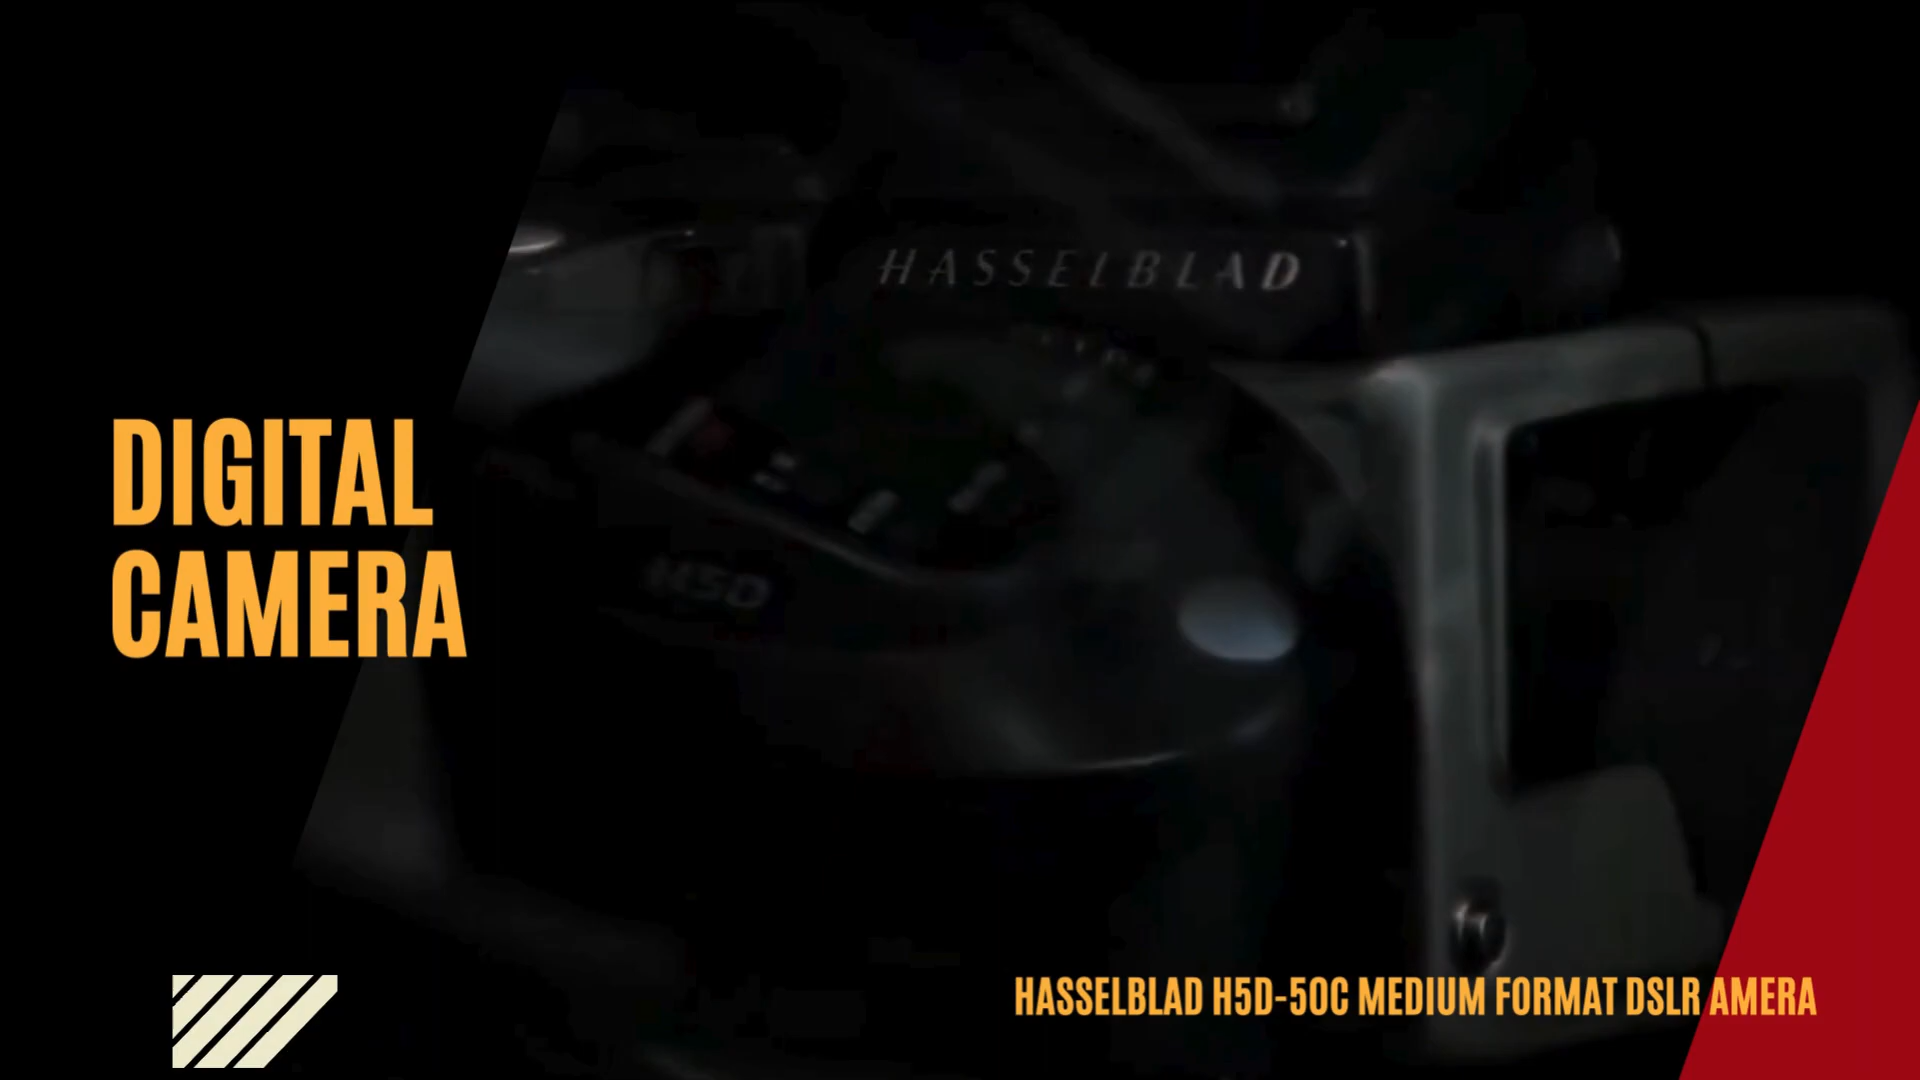 HASSELBLAD
DIGITAL
CAMERA
H5D
HASSELBLAD H5D-50C MEDIUM FORMAT DSLR AMERA